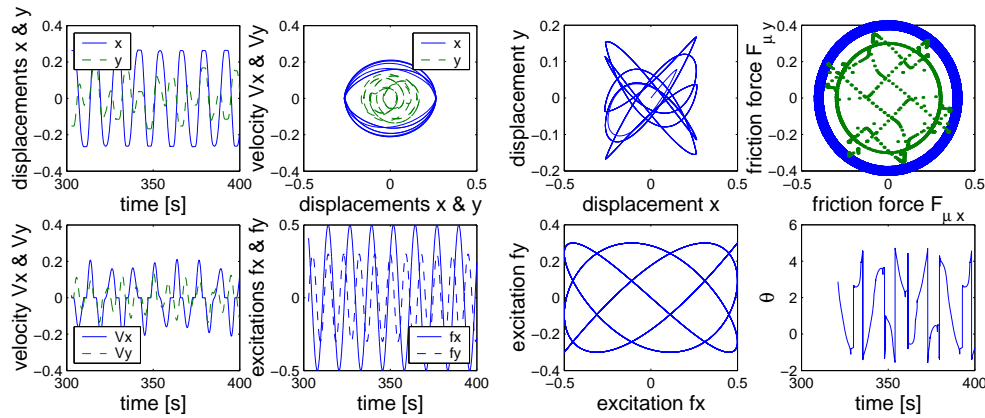 displacements x & y
0.4
0.2
0
−0.2
−0.4
300
350
400
time [s]
x
y
velocity Vx & Vy
0.4
0.2
0
−0.2
−0.4
−0.5
0
0.5
displacements x & y
x
y
displacement y
0.2
0.1
0
−0.1
−0.2
−0.5
0
0.5
displacement x
friction force F μ y
0.4
0.2
0
−0.2
−0.4
−0.5
0
0.5
friction force F μ x
velocity Vx & Vy
0.4
0.2
0
−0.2
−0.4
300
350
400
time [s]
Vx
Vy
excitations fx & fy
0.5
0
−0.5
300
350
400
time [s]
fx
fy
excitation fy
0.4
0.2
0
−0.2
−0.4
−0.5
0
0.5
excitation fx
θ
6
4
2
0
−2
300
350
400
time [s]